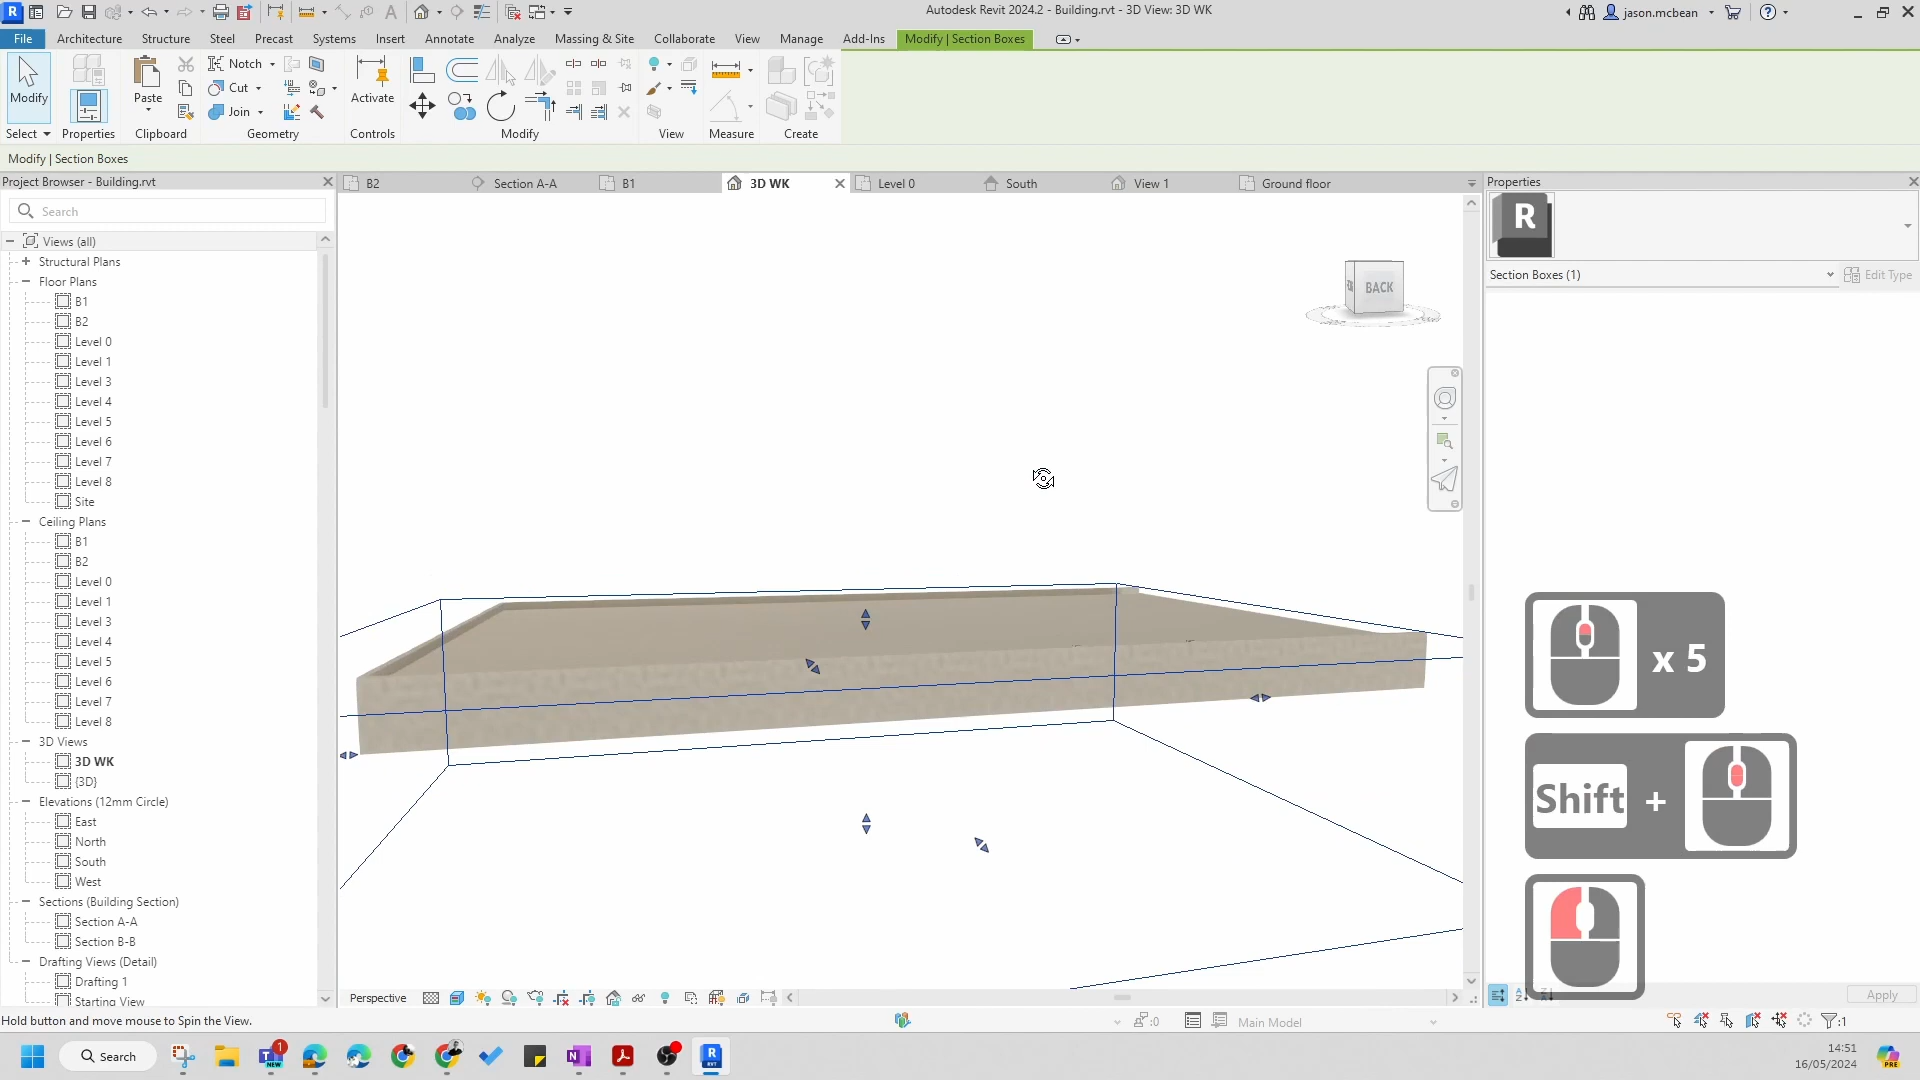 Autodesk Revit 2024.2 - Building.rvt - 3D View: 3D WK
jason.mcbean
File Architecture Structure Steel Precast Systems Insert Annotate Analyze Massing & Site Collaborate View Manage Add-Ins Modify | Section Boxes
Modify
Paste
Notch
Cut
Join
Activate
Select Properties Clipboard Geometry Controls Modify View Measure Create
Modify | Section Boxes
Project Browser - Building.rvt
B2 Section A-A B1 3D WK Level 0 South View 1 Ground floor
Properties
Search
R
Views (all)
Structural Plans
Floor Plans
B1
B2
Level 0
Level 1
Level 3
Level 4
Level 5
Level 6
Level 7
Level 8
Site
Ceiling Plans
B1
B2
Level 0
Level 1
Level 3
Level 4
Level 5
Level 6
Level 7
Level 8
3D Views
3D WK
{3D}
Elevations (12mm Circle)
East
North
South
West
Sections (Building Section)
Section A-A
Section B-B
Drafting Views (Detail)
Drafting 1
Starting View
BACK
Section Boxes (1)
Edit Type
x 5
Shift +
Perspective
Apply
Hold button and move mouse to Spin the View.
:0
Main Model
:1
Search
1
NEW
R
RVT
14:51
16/05/2024
PRE